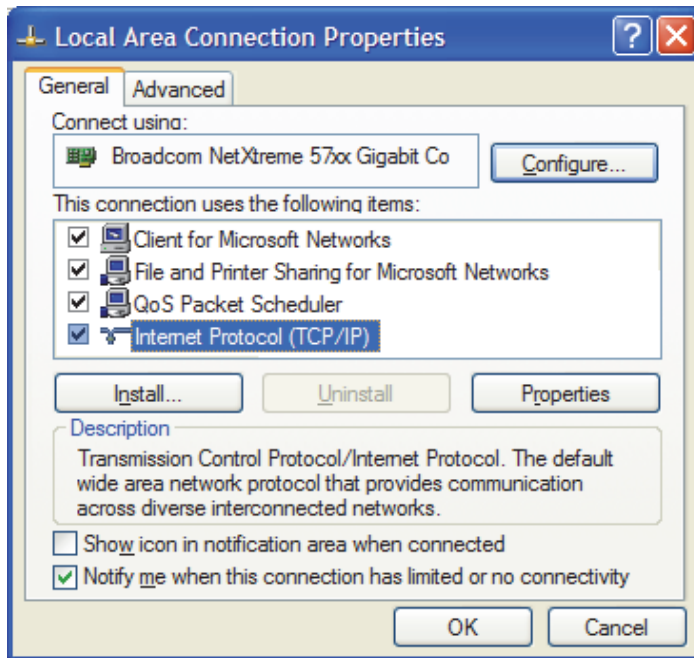 Local Area Connection Properties
General Advanced
Connect using:
Broadcom NetXtreme 57xx Gigabit Co Configure...
This connection uses the following items:
Client for Microsoft Networks
File and Printer Sharing for Microsoft Networks
QoS Packet Scheduler
Internet Protocol (TCP/IP)
Install... Uninstall Properties
Description
Transmission Control Protocol/Internet Protocol. The default
wide area network protocol that provides communication
across diverse interconnected networks.
Show icon in notification area when connected
Notify me when this connection has limited or no connectivity
OK Cancel